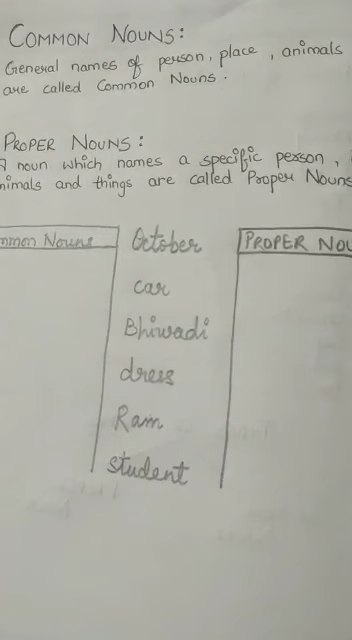 COMMON NOUNS:
General names of person, place, animals
are called Common Nouns.
PROPER NOUNS:
A noun which names a specific person,
nimals and things are called Proper Nouns
mmon Nouns
October
PROPER NOU
car
Bhiwadi
dress
Ram
student